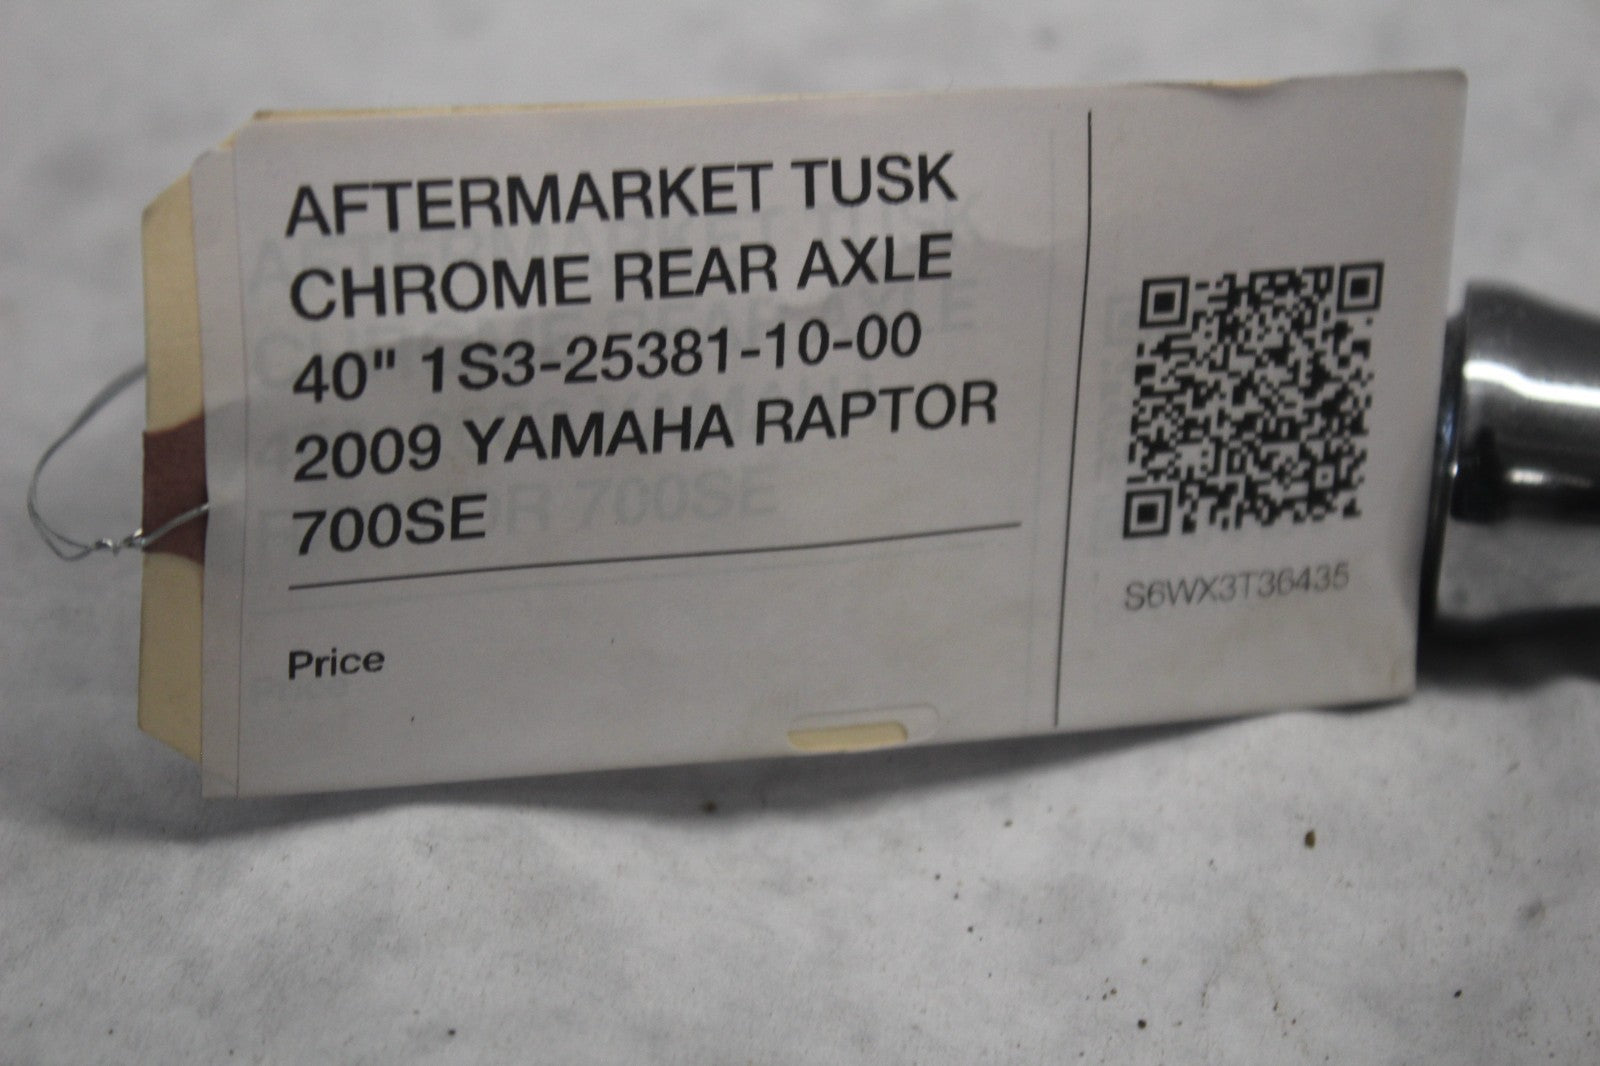 AFTERMARKET TUSK
CHROME REAR AXLE
40" 1S3-25381-10-00
2009 YAMAHA RAPTOR
700SE
Price
S6WX3T36435